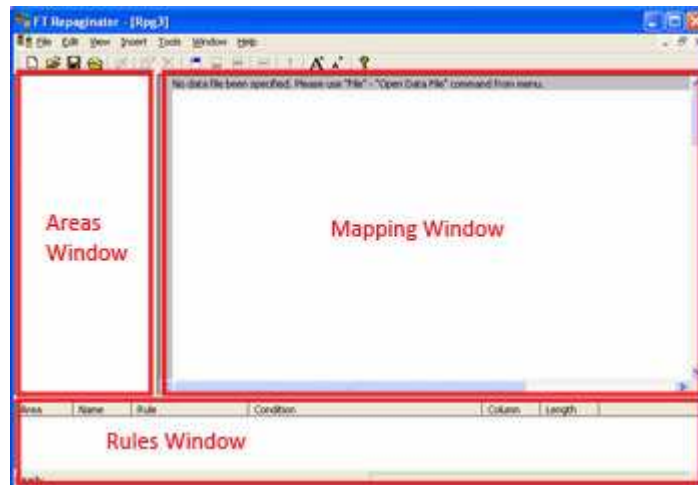 FT Repaginator - [Rpg3]
File Edit View Insert Tools Window Help
No data file been specified. Please use "File" - "Open Data File" command from menu.
Areas
Window
Mapping Window
Area Name Rule Condition Column Length
Rules Window